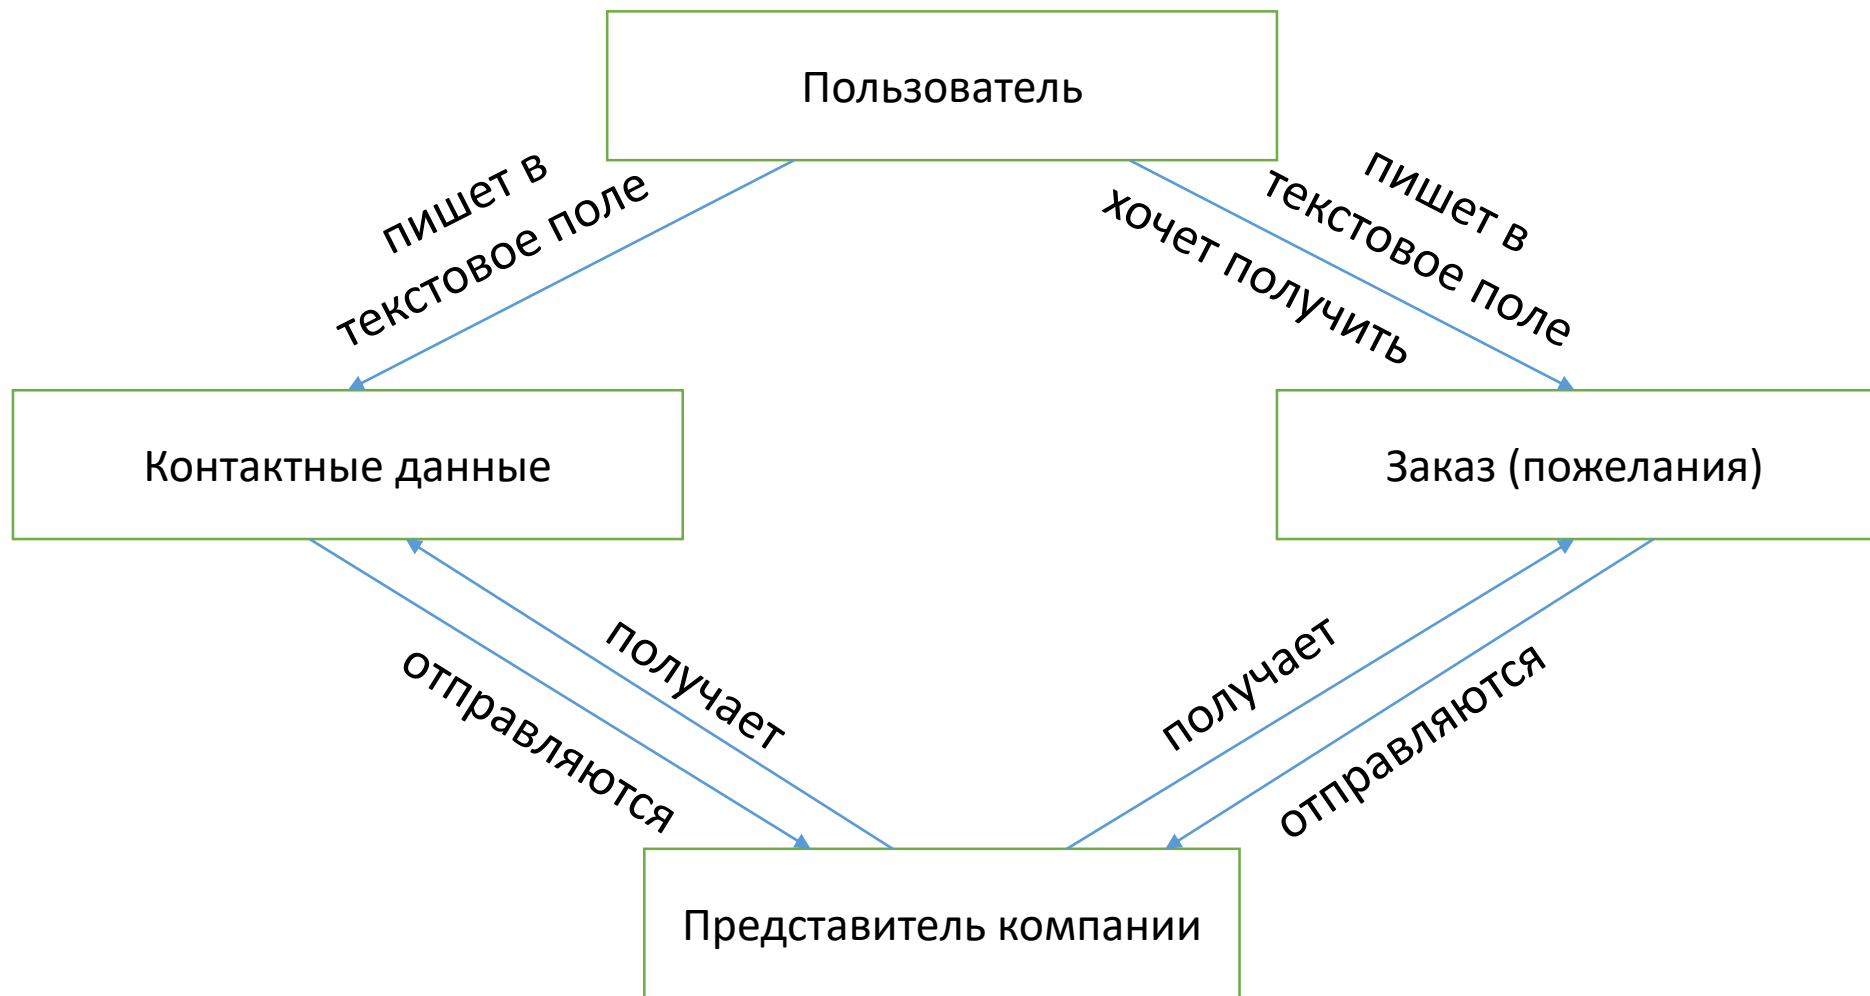 Пользователь
пишет в
текстовое поле
пишет в
текстовое поле
хочет получить
Контактные данные
Заказ (пожелания)
отправляются
получает
получает
отправляются
Представитель компании